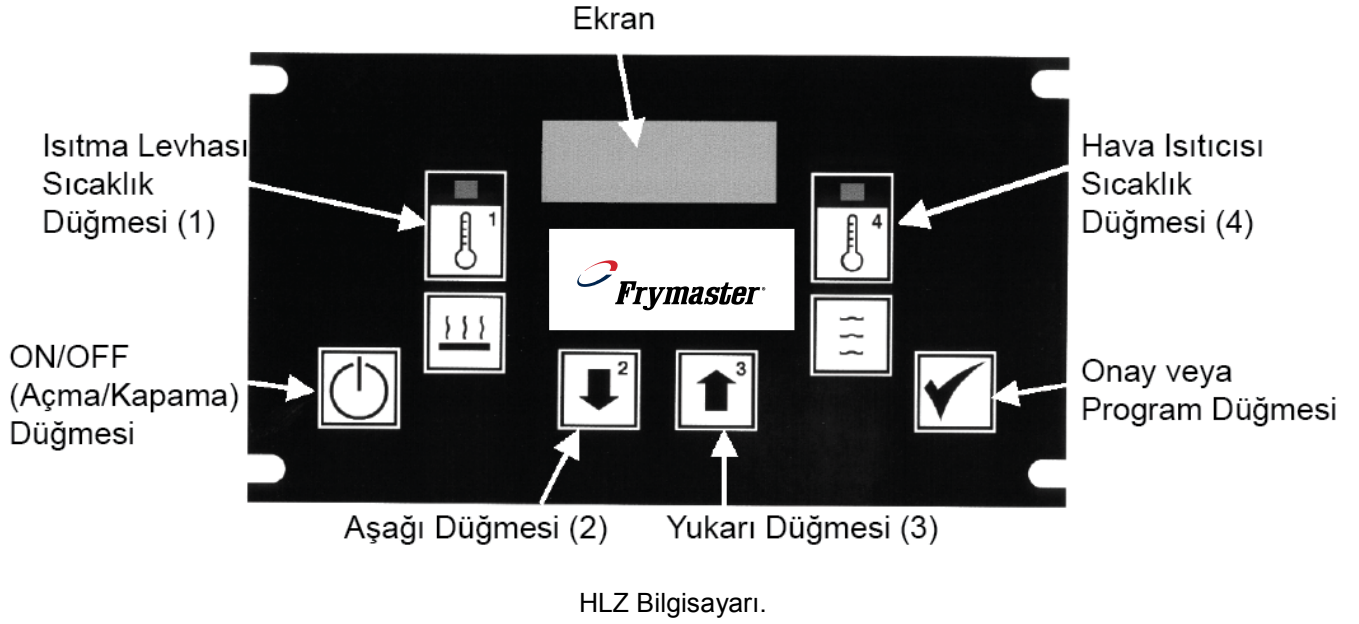 Ekran
Isıtma Levhası
Sıcaklık
Düğmesi (1)
Hava Isıtıcısı
Sıcaklık
Düğmesi (4)
1
4
Frymaster
ON/OFF
(Açma/Kapama)
Düğmesi
2
3
Onay veya
Program Düğmesi
Aşağı Düğmesi (2)
Yukarı Düğmesi (3)
HLZ Bilgisayarı.